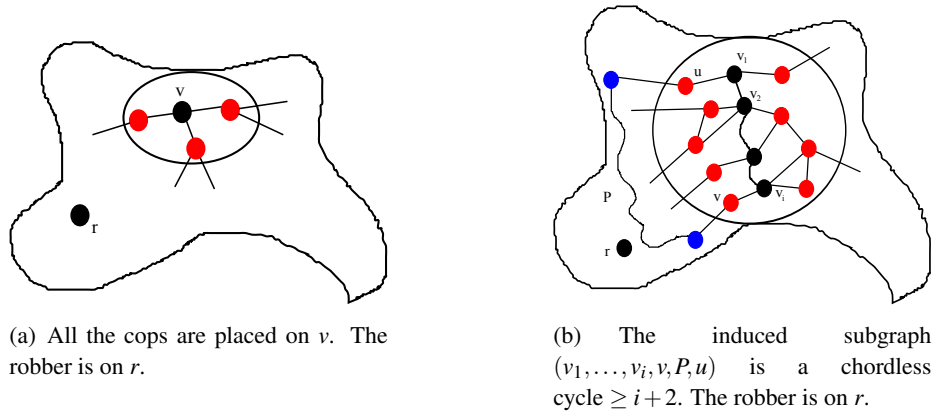 v
r
v₁
u
v₂
P
v
vᵢ
r
(a) All the cops are placed on v. The
robber is on r.
(b) The induced subgraph
(v₁,...,vᵢ,v,P,u) is a chordless
cycle ≥ i+2. The robber is on r.